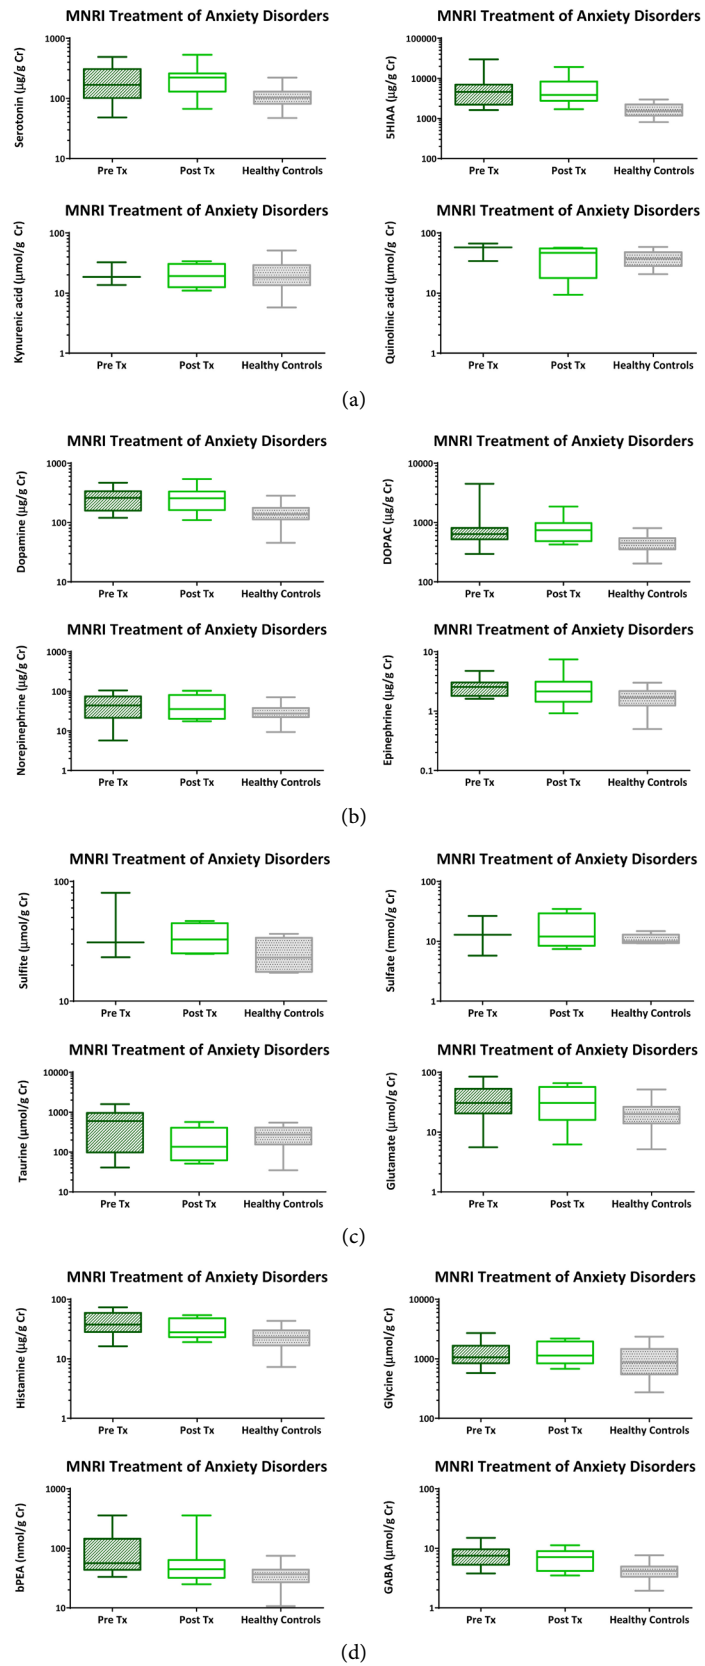 MNRI Treatment of Anxiety Disorders
Serotonin (µg/g Cr)
1000
100
10
Pre Tx Post Tx Healthy Controls
MNRI Treatment of Anxiety Disorders
5HIAA (µg/g Cr)
100000
10000
1000
100
Pre Tx Post Tx Healthy Controls
MNRI Treatment of Anxiety Disorders
Kynurenic acid (µmol/g Cr)
100
10
1
Pre Tx Post Tx Healthy Controls
MNRI Treatment of Anxiety Disorders
Quinolinic acid (µmol/g Cr)
100
10
1
Pre Tx Post Tx Healthy Controls
(a)
MNRI Treatment of Anxiety Disorders
Dopamine (µg/g Cr)
1000
100
10
Pre Tx Post Tx Healthy Controls
MNRI Treatment of Anxiety Disorders
DOPAC (µg/g Cr)
10000
1000
100
Pre Tx Post Tx Healthy Controls
MNRI Treatment of Anxiety Disorders
Norepinephrine (µg/g Cr)
1000
100
10
1
Pre Tx Post Tx Healthy Controls
MNRI Treatment of Anxiety Disorders
Epinephrine (µg/g Cr)
10
1
0.1
Pre Tx Post Tx Healthy Controls
(b)
MNRI Treatment of Anxiety Disorders
Sulfite (µmol/g Cr)
100
10
Pre Tx Post Tx Healthy Controls
MNRI Treatment of Anxiety Disorders
Sulfate (mmol/g Cr)
100
10
1
Pre Tx Post Tx Healthy Controls
MNRI Treatment of Anxiety Disorders
Taurine (µmol/g Cr)
10000
1000
100
10
Pre Tx Post Tx Healthy Controls
MNRI Treatment of Anxiety Disorders
Glutamate (µmol/g Cr)
100
10
1
Pre Tx Post Tx Healthy Controls
(c)
MNRI Treatment of Anxiety Disorders
Histamine (µg/g Cr)
100
10
1
Pre Tx Post Tx Healthy Controls
MNRI Treatment of Anxiety Disorders
Glycine (µmol/g Cr)
10000
1000
100
Pre Tx Post Tx Healthy Controls
MNRI Treatment of Anxiety Disorders
bPEA (nmol/g Cr)
1000
100
10
Pre Tx Post Tx Healthy Controls
MNRI Treatment of Anxiety Disorders
GABA (µmol/g Cr)
100
10
1
Pre Tx Post Tx Healthy Controls
(d)